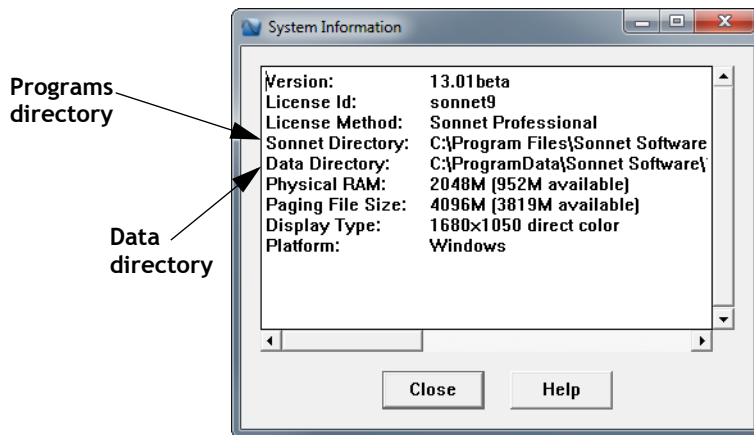 System Information
Programs
directory
Version: 13.01beta
License Id: sonnet9
License Method: Sonnet Professional
Sonnet Directory: C:\Program Files\Sonnet Software
Data Directory: C:\ProgramData\Sonnet Software\
Physical RAM: 2048M (952M available)
Paging File Size: 4096M (3819M available)
Display Type: 1680x1050 direct color
Platform: Windows
Data
directory
Close Help